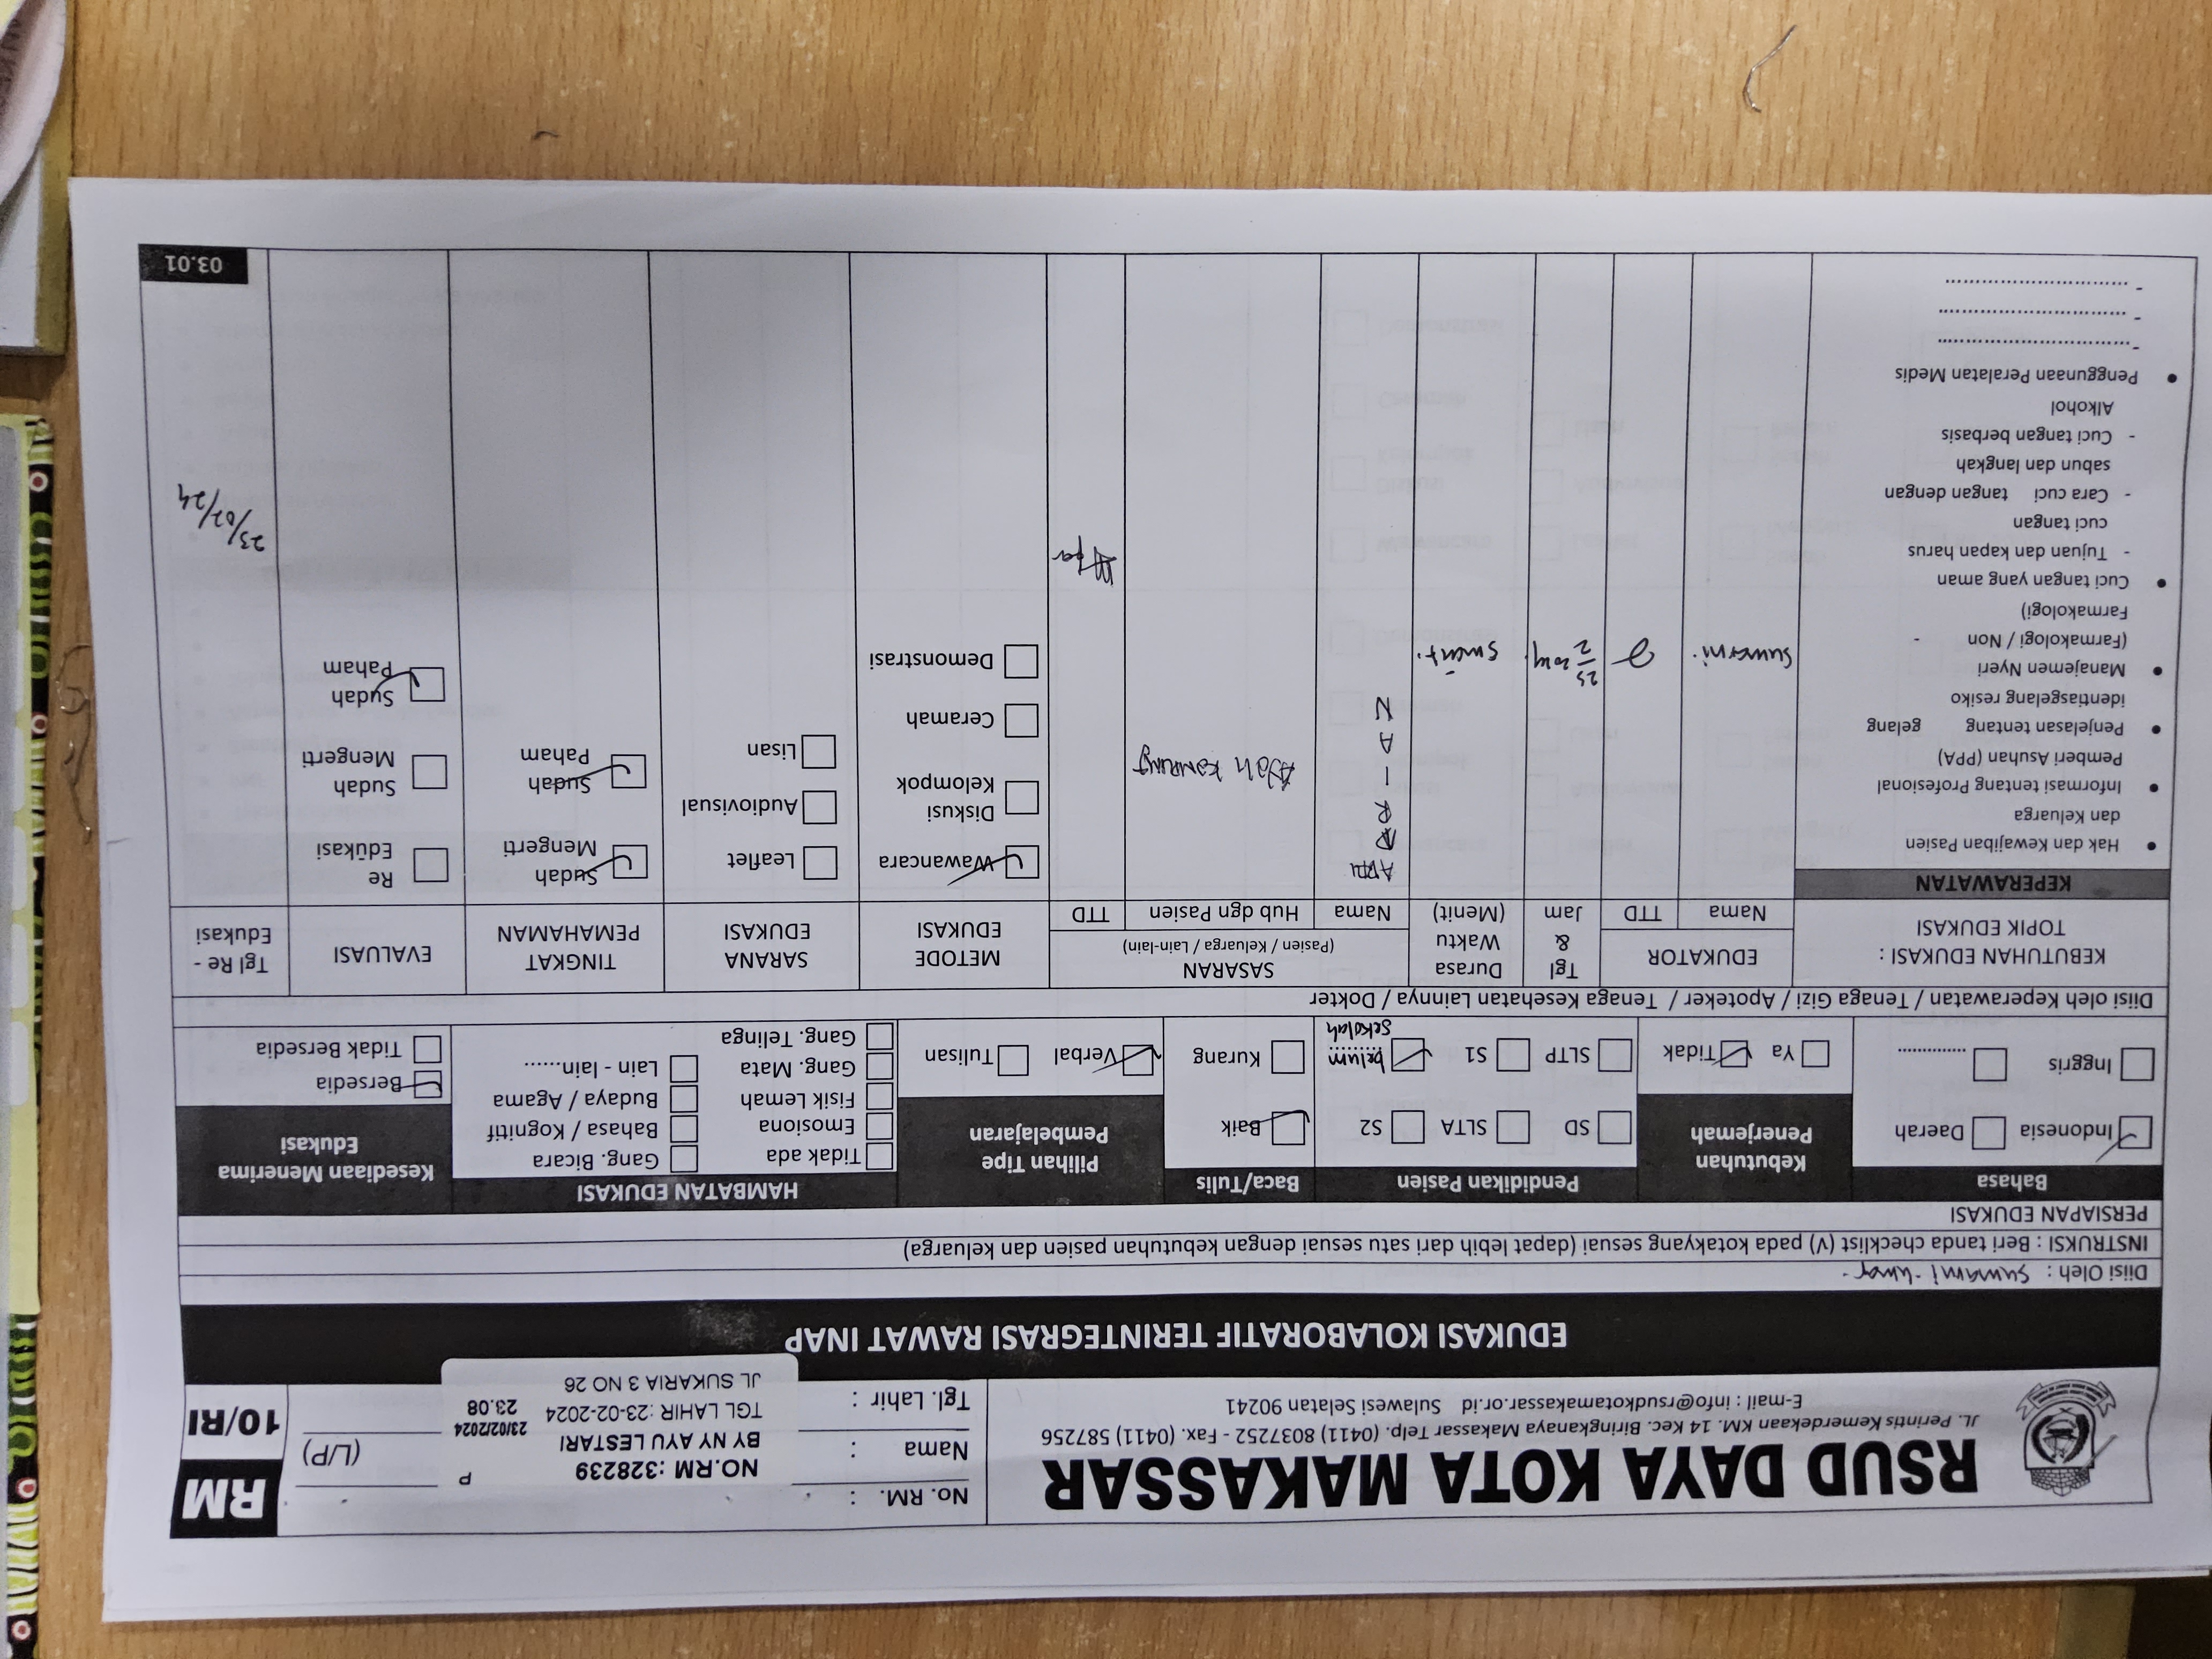 RSUD DAYA KOTA MAKASSAR
JL. Perintis Kemerdekaan KM. 14 Kec. Biringkanaya Makassar Telp. (0411) 8037252 - Fax. (0411) 587256
E-mail : info@rsudkotamakassar.or.id Sulawesi Selatan 90241
No. RM. :
Nama :
(L/P)
Tgl. Lahir :
NO.RM :328239 P
BY NY AYU LESTARI 23/02/2024
TGL LAHIR :23-02-2024 23.08
JL SUKARIA 3 NO 26
RM
10/RI
EDUKASI KOLABORATIF TERINTEGRASI RAWAT INAP
Diisi Oleh : Sumarni Umar.
INSTRUKSI : Beri tanda checklist (v) pada kotakyang sesuai (dapat lebih dari satu sesuai dengan kebutuhan pasien dan keluarga)
PERSIAPAN EDUKASI
Bahasa
Indonesia Daerah
Inggris ............
Kebutuhan Penerjemah
Ya Tidak
Pendidikan Pasien
SD SLTA S2
SLTP S1 belum sekolah
Baca/Tulis
Baik
Kurang
Pilihan Tipe Pembelajaran
Verbal Tulisan
HAMBATAN EDUKASI
Tidak ada Gang. Bicara
Emosiona Bahasa / Kognitif
Fisik Lemah Budaya / Agama
Gang. Mata Lain - lain......
Gang. Telinga
Kesediaan Menerima Edukasi
Bersedia
Tidak Bersedia
Diisi oleh Keperawatan / Tenaga Gizi / Apoteker / Tenaga Kesehatan Lainnya / Dokter
KEBUTUHAN EDUKASI :
TOPIK EDUKASI
EDUKATOR
Nama TTD
Tgl & Jam
Durasa Waktu (Menit)
SASARAN
(Pasien / Keluarga / Lain-lain)
Nama Hub dgn Pasien TTD
METODE EDUKASI
SARANA EDUKASI
TINGKAT PEMAHAMAN
EVALUASI
Tgl Re - Edukasi
KEPERAWATAN
• Hak dan Kewajiban Pasien
dan Keluarga
• Informasi tentang Profesional
Pemberi Asuhan (PPA)
• Penjelasan tentang gelang
identiasgelang resiko
• Manajemen Nyeri
(Farmakologi / Non -
Farmakologi)
• Cuci tangan yang aman
- Tujuan dan kapan harus
cuci tangan
- Cara cuci tangan dengan
sabun dan langkah
- Cuci tangan berbasis
Alkohol
• Penggunaan Peralatan Medis
-........................
-........................
-........................
Sumarni.
23/2 2024.
5 menit.
R
I
A
N
Ayah Kandung
Wawancara
Diskusi
Kelompok
Ceramah
Demonstrasi
Leaflet
Audiovisual
Lisan
Sudah
Mengerti
Sudah
Paham
Re
Edukasi
Sudah
Mengerti
Sudah
Paham
23/02/24
03.01